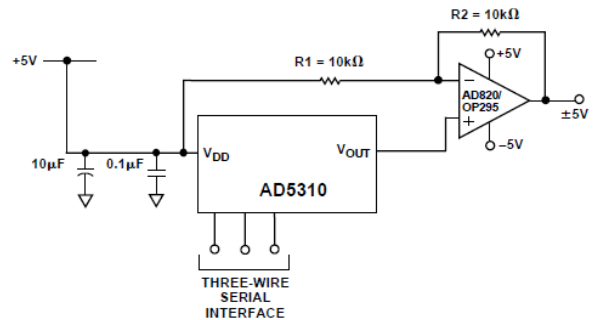 R2 = 10kΩ
+5V
R1 = 10kΩ
+5V
−
AD820/
OP295
+
±5V
–5V
10μF
0.1μF
VDD
VOUT
AD5310
THREE-WIRE
SERIAL
INTERFACE